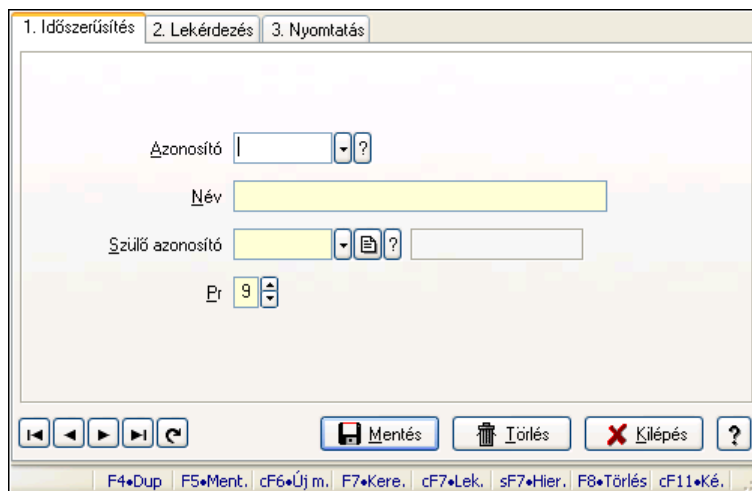 1. Időszerűsítés 2. Lekérdezés 3. Nyomtatás
Azonosító ?
Név
Szülő azonosító ?
Pr 9
Mentés Törlés Kilépés ?
F4•Dup F5•Ment. cF6•Új m. F7•Kere. cF7•Lek. sF7•Hier. F8•Törlés cF11•Ké.